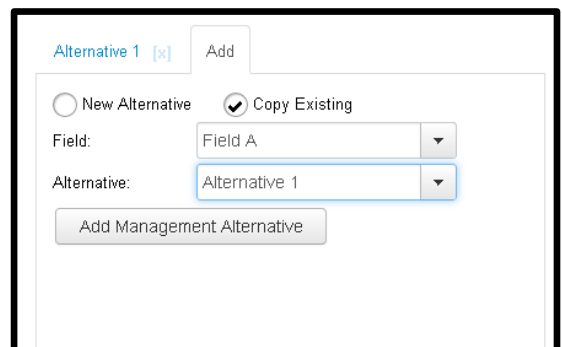 Alternative 1 [x] Add
New Alternative Copy Existing
Field: Field A
Alternative: Alternative 1
Add Management Alternative